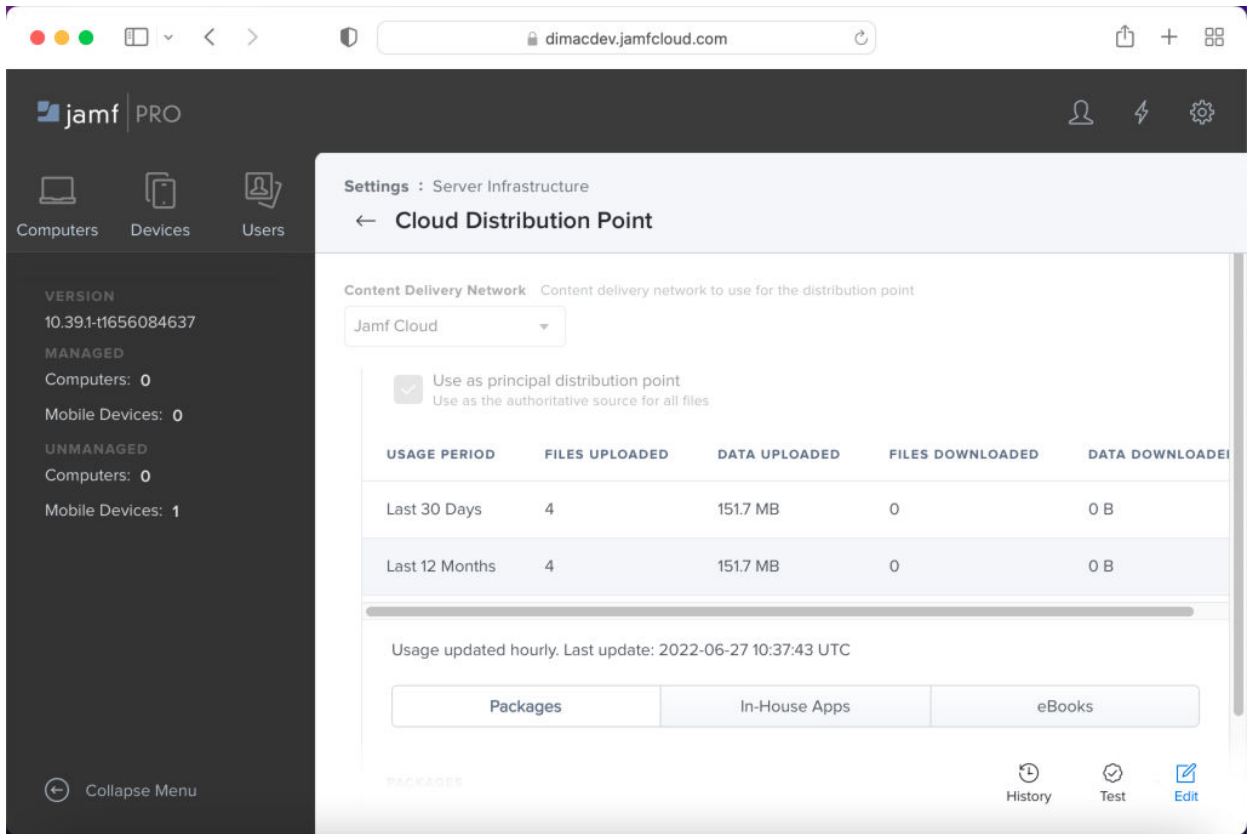 dimacdev.jamfcloud.com
jamf PRO
Computers
Devices
Users
VERSION
10.39.1-t1656084637
MANAGED
Computers: 0
Mobile Devices: 0
UNMANAGED
Computers: 0
Mobile Devices: 1
Collapse Menu
Settings : Server Infrastructure
← Cloud Distribution Point
Content Delivery Network Content delivery network to use for the distribution point
Jamf Cloud
Use as principal distribution point
Use as the authoritative source for all files
USAGE PERIOD FILES UPLOADED DATA UPLOADED FILES DOWNLOADED DATA DOWNLOADED
Last 30 Days 4 151.7 MB 0 0 B
Last 12 Months 4 151.7 MB 0 0 B
Usage updated hourly. Last update: 2022-06-27 10:37:43 UTC
Packages In-House Apps eBooks
PACKAGES
History Test Edit